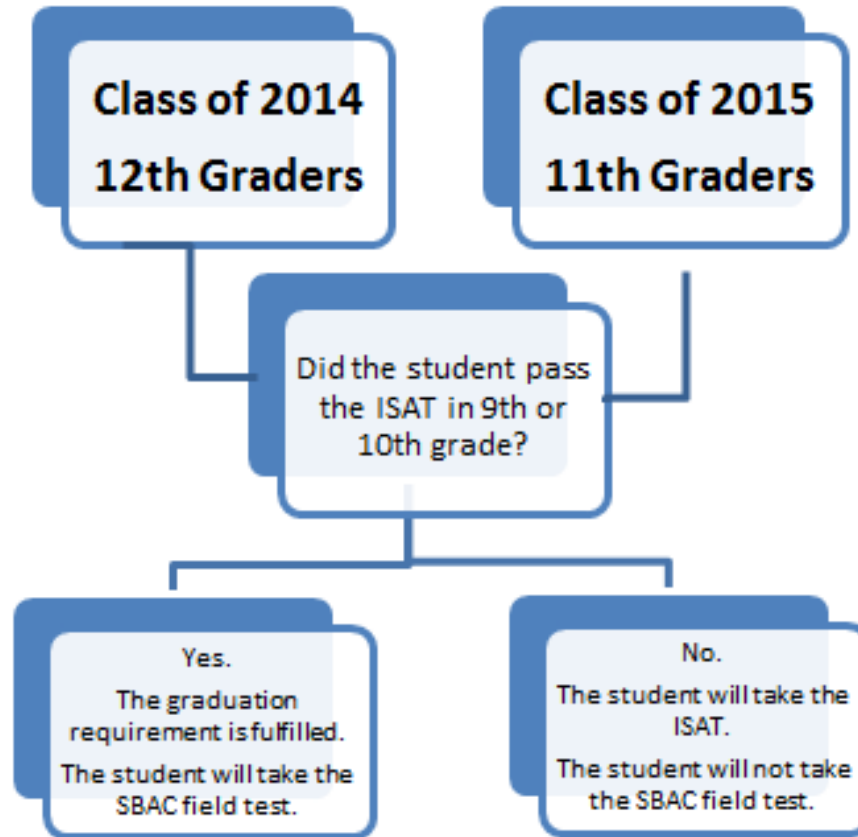 Class of 2014
12th Graders
Class of 2015
11th Graders
Did the student pass
the ISAT in 9th or
10th grade?
Yes.
The graduation
requirement is fulfilled.
The student will take the
SBAC field test.
No.
The student will take the
ISAT.
The student will not take
the SBAC field test.